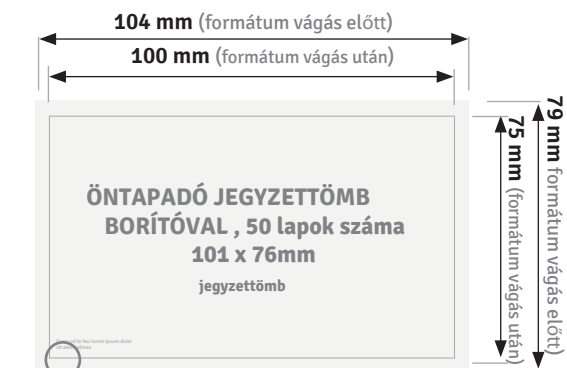 104 mm (formátum vágás előtt)
100 mm (formátum vágás után)
79 mm formátum vágás előtt)
75 mm (formátum vágás után)
ÖNTAPADÓ JEGYZETTÖMB
BORÍTÓVAL , 50 lapok száma
101 x 76mm
jegyzettömb